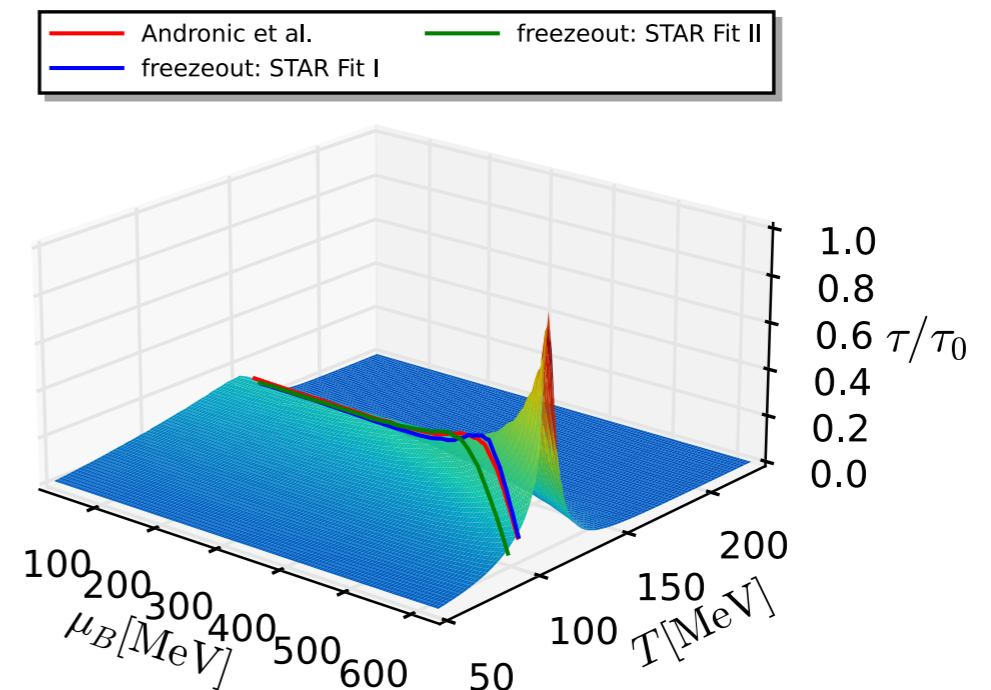 Andronic et al.
freezeout: STAR Fit II
freezeout: STAR Fit I
1.0
0.8
0.6
τ/τ₀
0.4
0.2
0.0
100
200
300
400
500
600
μ_B[MeV]
50
100
150
200
T[MeV]